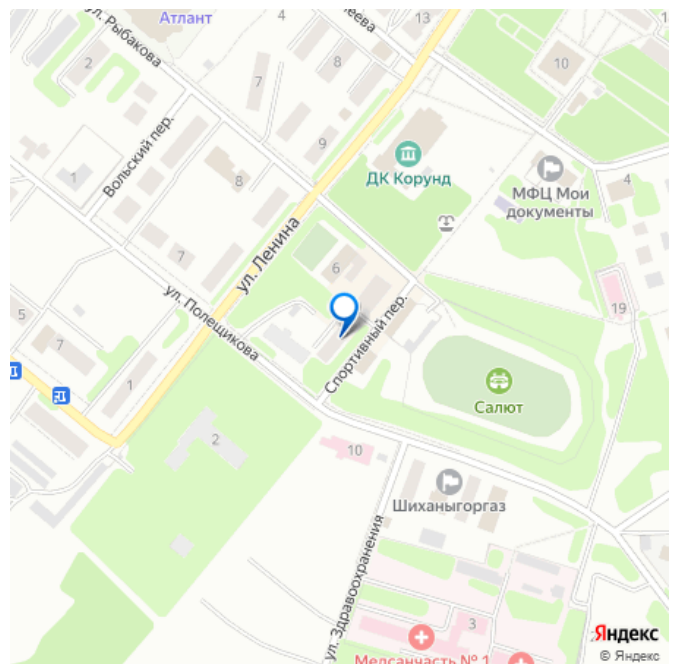 ул. Рыбакова
Атлант
4
еева
13
2
7
8
10
Вольский пер.
9
ДК Корунд
1
8
МФЦ Мои
документы
4
ул. Ленина
7
6
ул. Полещикова
19
5
7
Спортивный пер.
1
Салют
2
10
Шиханыгоргаз
ул. Здравоохранения
3
Медсанчасть № 1
Яндекс
© Яндекс